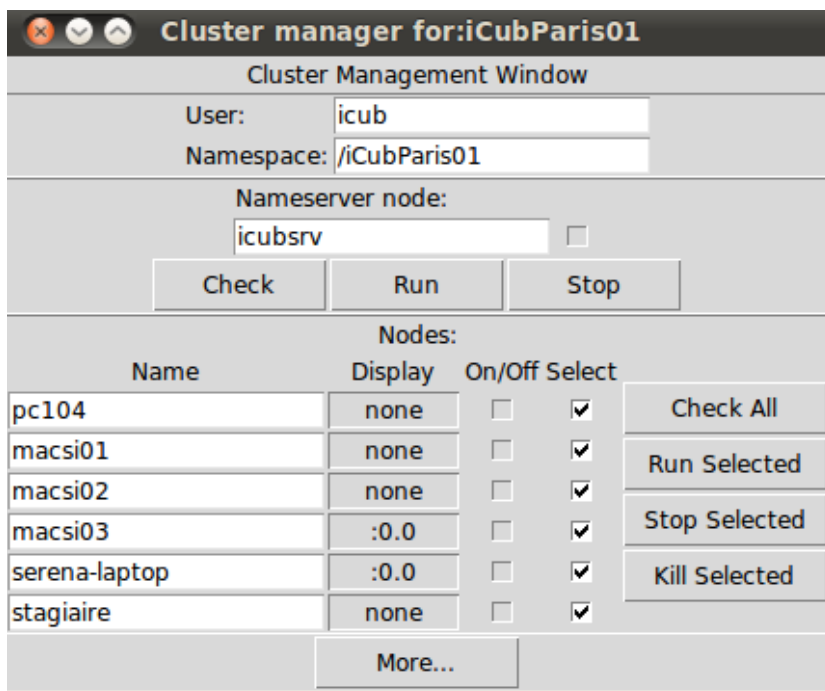 Cluster manager for:iCubParis01
Cluster Management Window
User: icub
Namespace: /iCubParis01
Nameserver node:
icubsrv
Check Run Stop
Nodes:
Name Display On/Off Select
pc104 none Check All
macsi01 none Run Selected
macsi02 none
macsi03 :0.0 Stop Selected
serena-laptop :0.0 Kill Selected
stagiaire none
More...